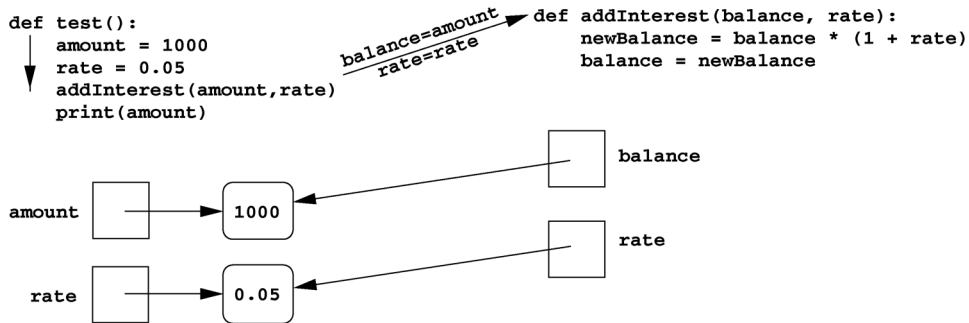 def test():
    amount = 1000
    rate = 0.05
    addInterest(amount,rate)
    print(amount)
balance=amount
rate=rate
def addInterest(balance, rate):
    newBalance = balance * (1 + rate)
    balance = newBalance
balance
amount
1000
rate
rate
0.05